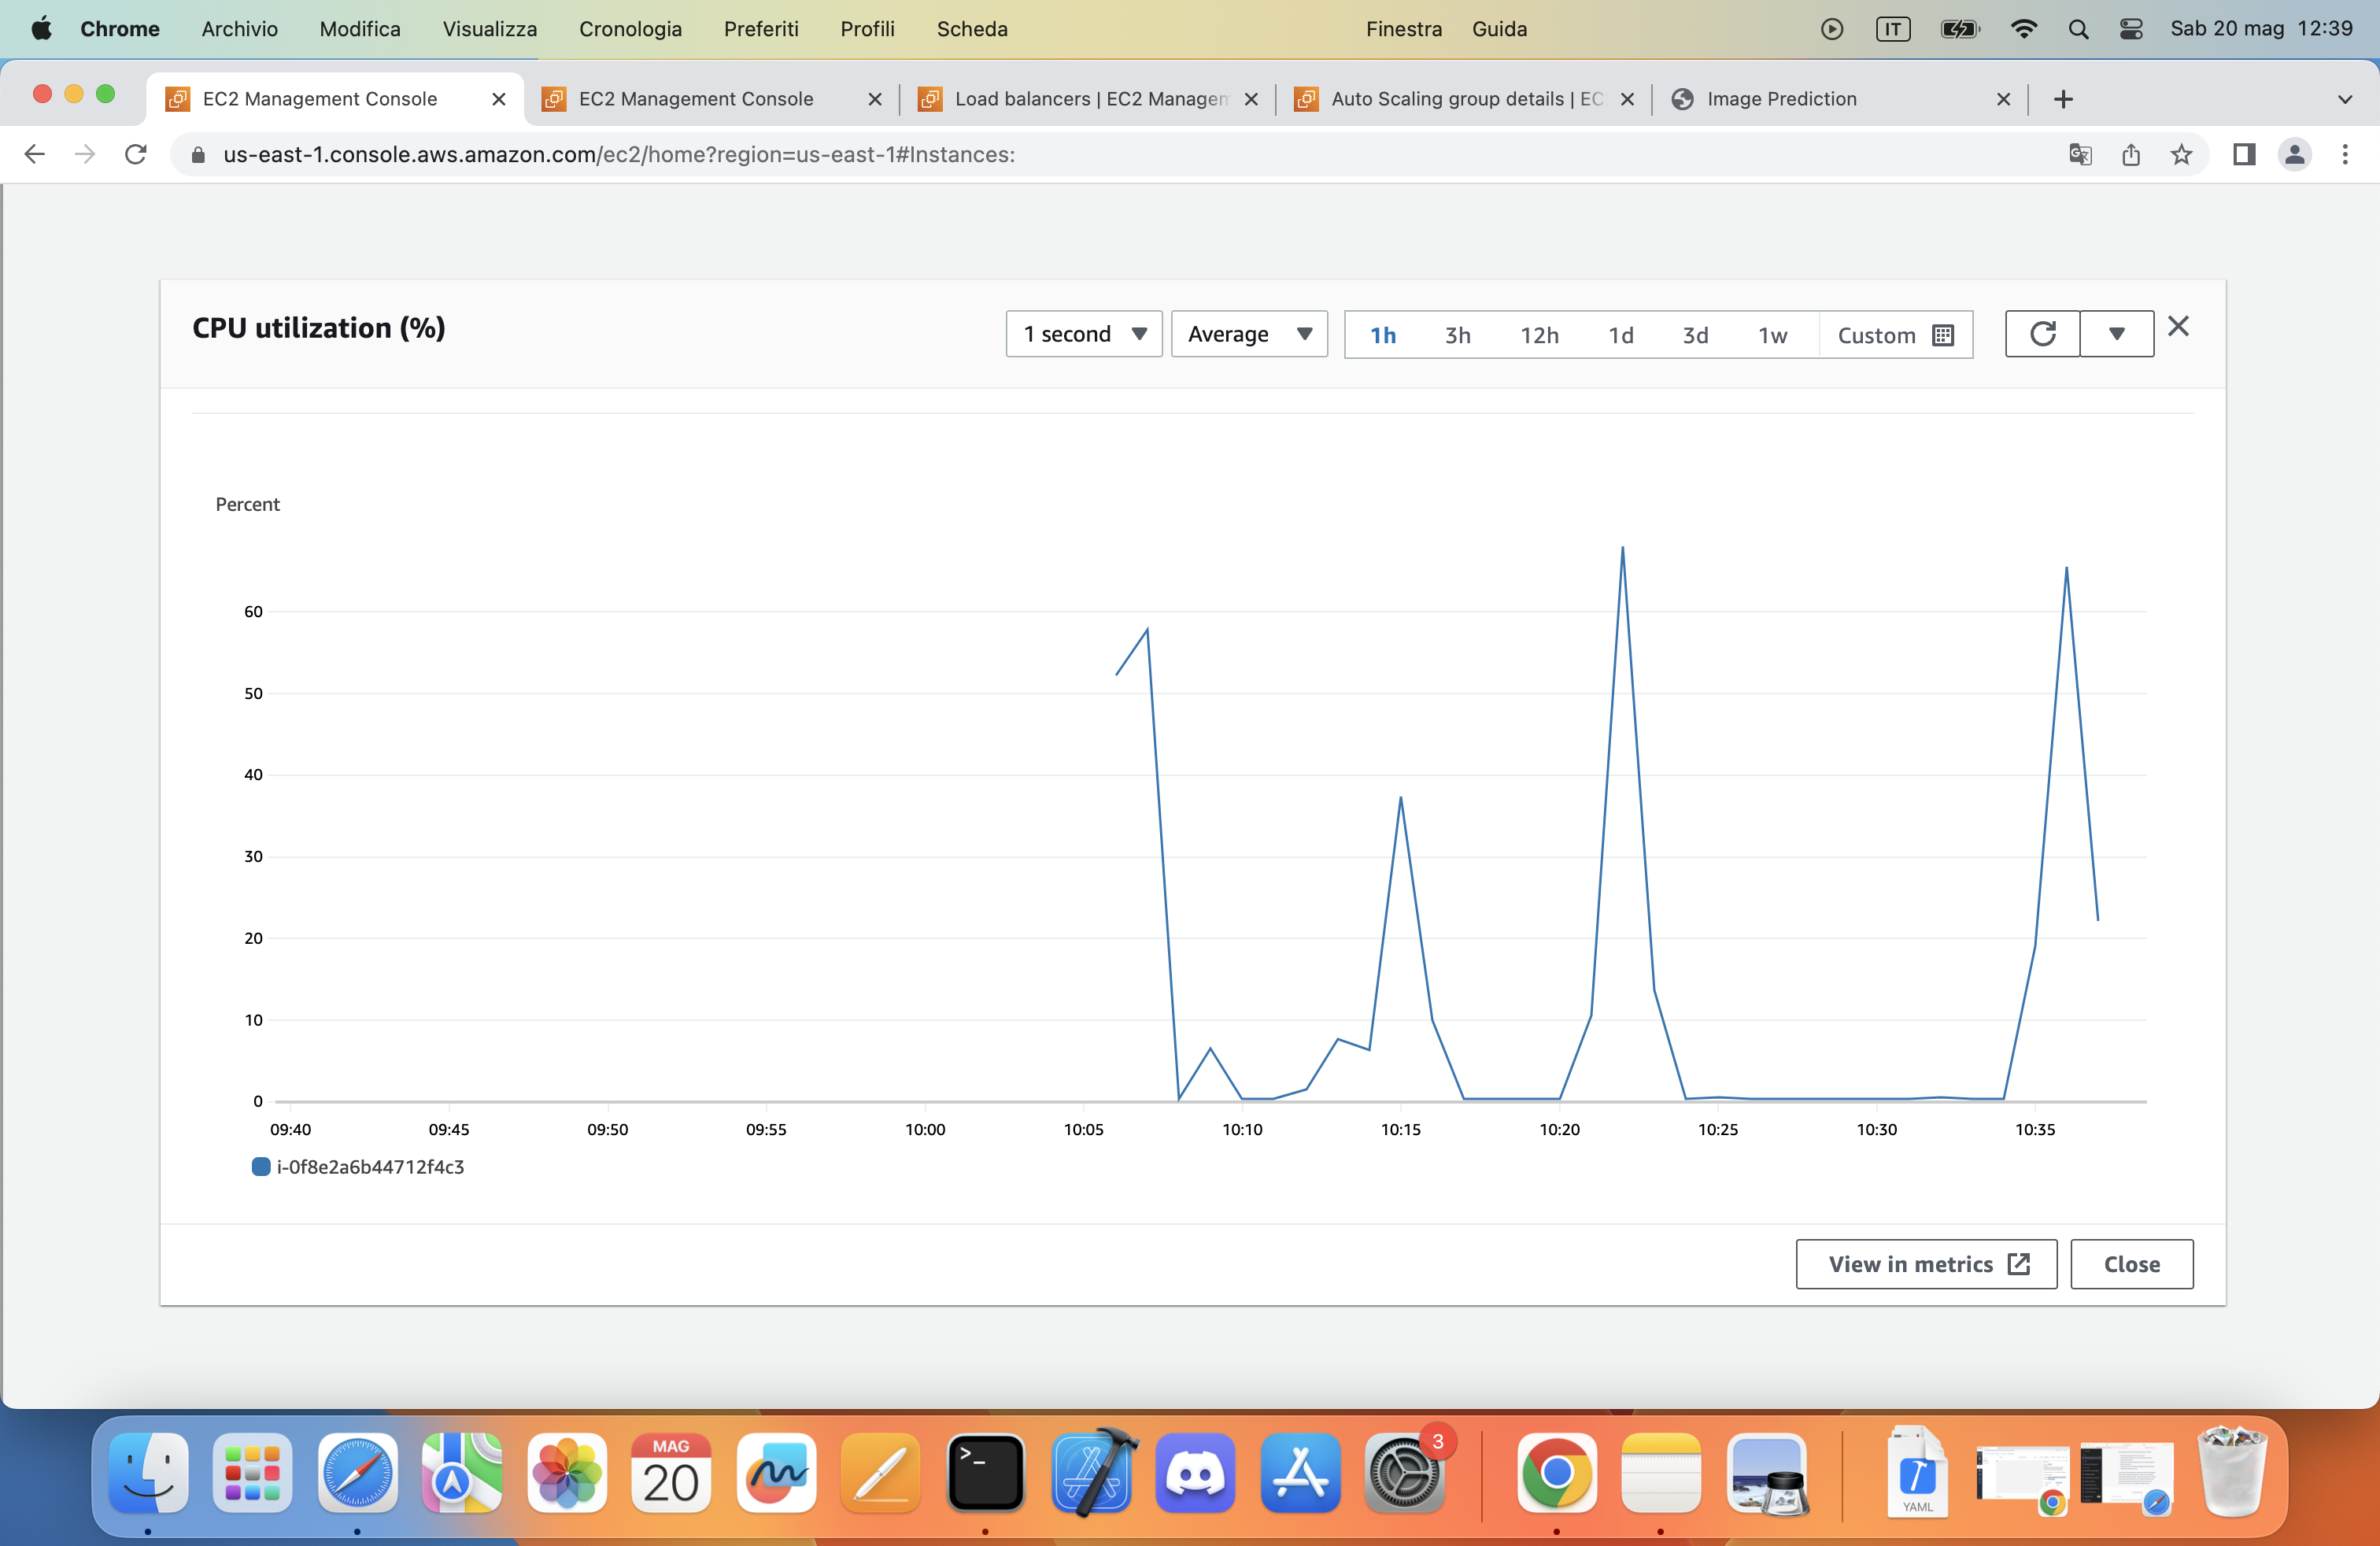 Chrome Archivio Modifica Visualizza Cronologia Preferiti Profili Scheda Finestra Guida IT Sab 20 mag 12:39
EC2 Management Console EC2 Management Console Load balancers | EC2 Managem Auto Scaling group details | EC Image Prediction
us-east-1.console.aws.amazon.com/ec2/home?region=us-east-1#Instances:
CPU utilization (%)
1 second Average 1h 3h 12h 1d 3d 1w Custom
Percent
60
50
40
30
20
10
0
09:40 09:45 09:50 09:55 10:00 10:05 10:10 10:15 10:20 10:25 10:30 10:35
i-0f8e2a6b44712f4c3
View in metrics Close
MAG
20
>_
3
YAML